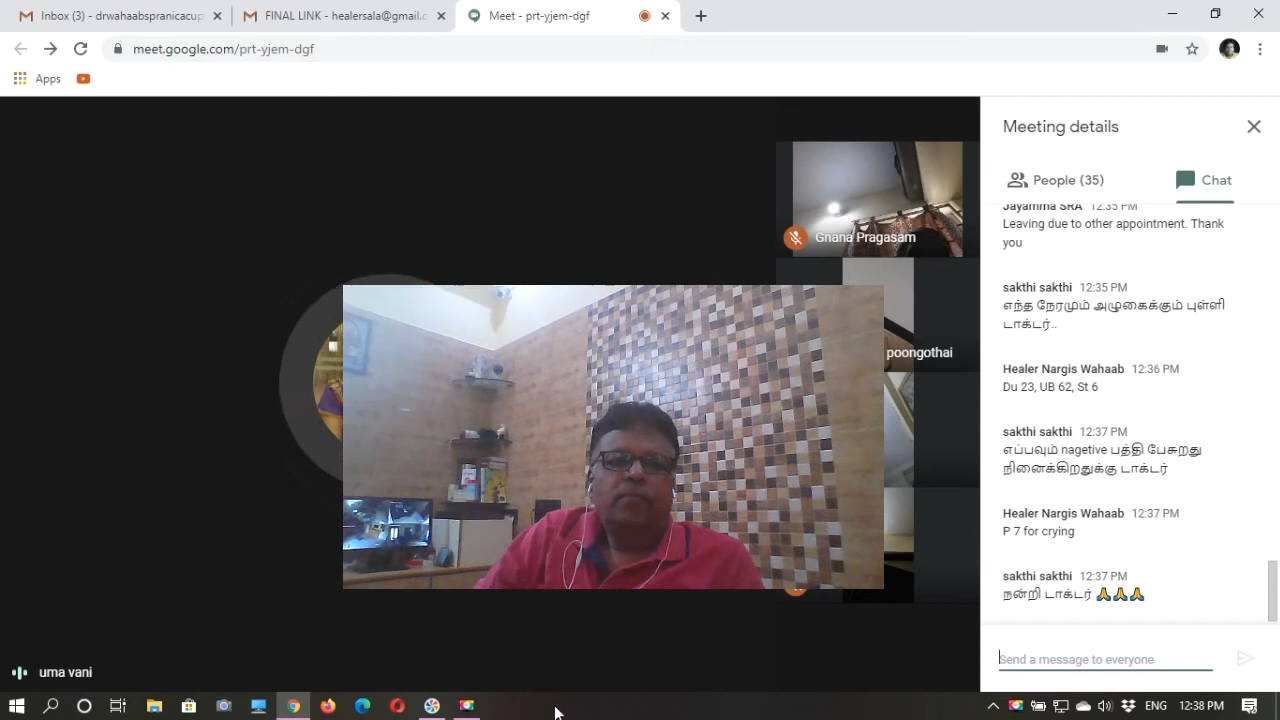 Inbox (3) - drwahaabspranicacup
FINAL LINK - healersala@gmail.c
Meet - prt-yjem-dgf
meet.google.com/prt-yjem-dgf
Apps
Meeting details
People (35)
Chat
Jayamma SRA 12:35 PM
Leaving due to other appointment. Thank
you
sakthi sakthi 12:35 PM
எந்த நேரமும் அழுகைக்கும் புள்ளி
டாக்டர்..
Healer Nargis Wahaab 12:36 PM
Du 23, UB 62, St 6
sakthi sakthi 12:37 PM
எப்பவும் nagetive பத்தி பேசுறது
நினைக்கிறதுக்கு டாக்டர்
Healer Nargis Wahaab 12:37 PM
P 7 for crying
sakthi sakthi 12:37 PM
நன்றி டாக்டர் 🙏🙏🙏
Send a message to everyone
Gnana Pragasam
poongothai
uma vani
ENG 12:38 PM